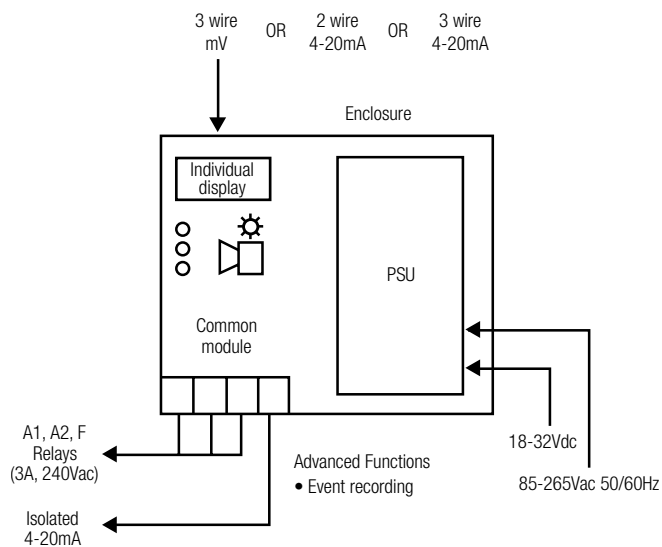 3 wire
mV
OR
2 wire
4-20mA
OR
3 wire
4-20mA
Enclosure
Individual
display
PSU
Common
module
A1, A2, F
Relays
(3A, 240Vac)
Isolated
4-20mA
Advanced Functions
• Event recording
18-32Vdc
85-265Vac 50/60Hz